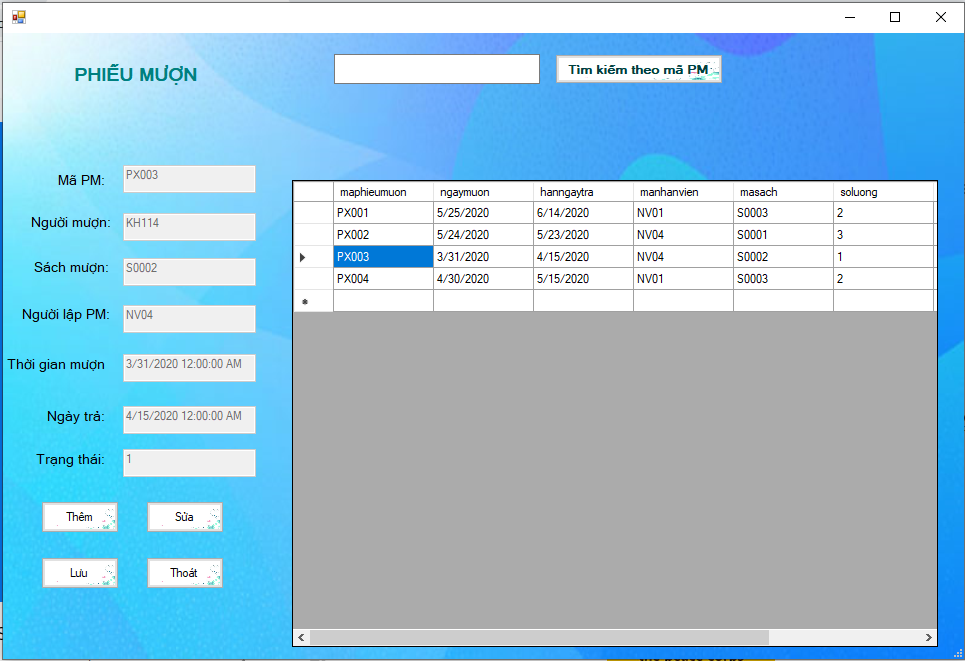 PHIẾU MƯỢN
Tìm kiếm theo mã PM
Mã PM: PX003
Người mượn: KH114
Sách mượn: S0002
Người lập PM: NV04
Thời gian mượn 3/31/2020 12:00:00 AM
Ngày trả: 4/15/2020 12:00:00 AM
Trạng thái: 1
Thêm Sửa
Lưu Thoát
maphieumuon ngaymuon hanngaytra manhanvien masach soluong
PX001 5/25/2020 6/14/2020 NV01 S0003 2
PX002 5/24/2020 5/23/2020 NV04 S0001 3
PX003 3/31/2020 4/15/2020 NV04 S0002 1
PX004 4/30/2020 5/15/2020 NV01 S0003 2